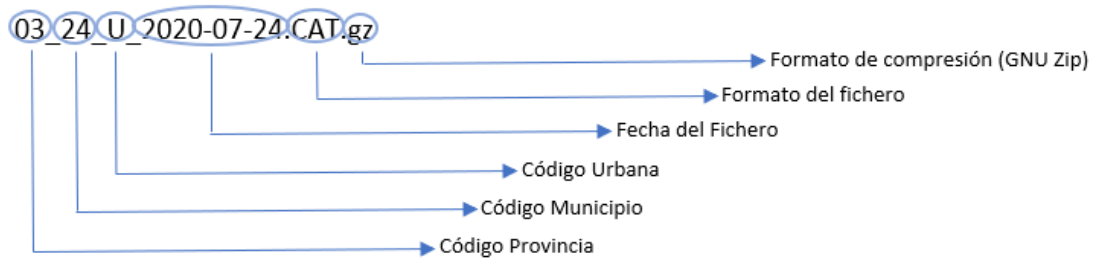 03_24_U_2020-07-24.CAT.gz
Formato de compresión (GNU Zip)
Formato del fichero
Fecha del Fichero
Código Urbana
Código Municipio
Código Provincia